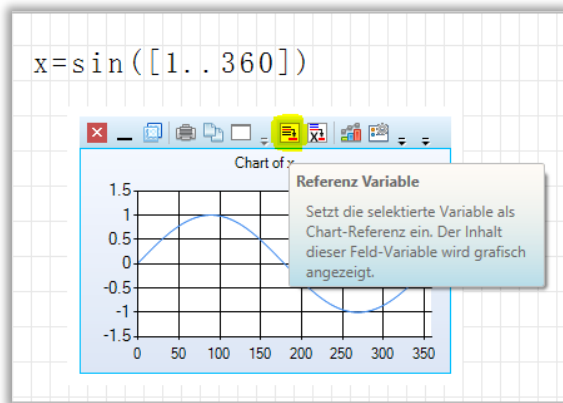 x=sin([1..360])
Chart of x
Referenz Variable
Setzt die selektierte Variable als
Chart-Referenz ein. Der Inhalt
dieser Feld-Variable wird grafisch
angezeigt.
1.5
1
0.5
0
-0.5
-1
-1.5
0 50 100 150 200 250 300 350